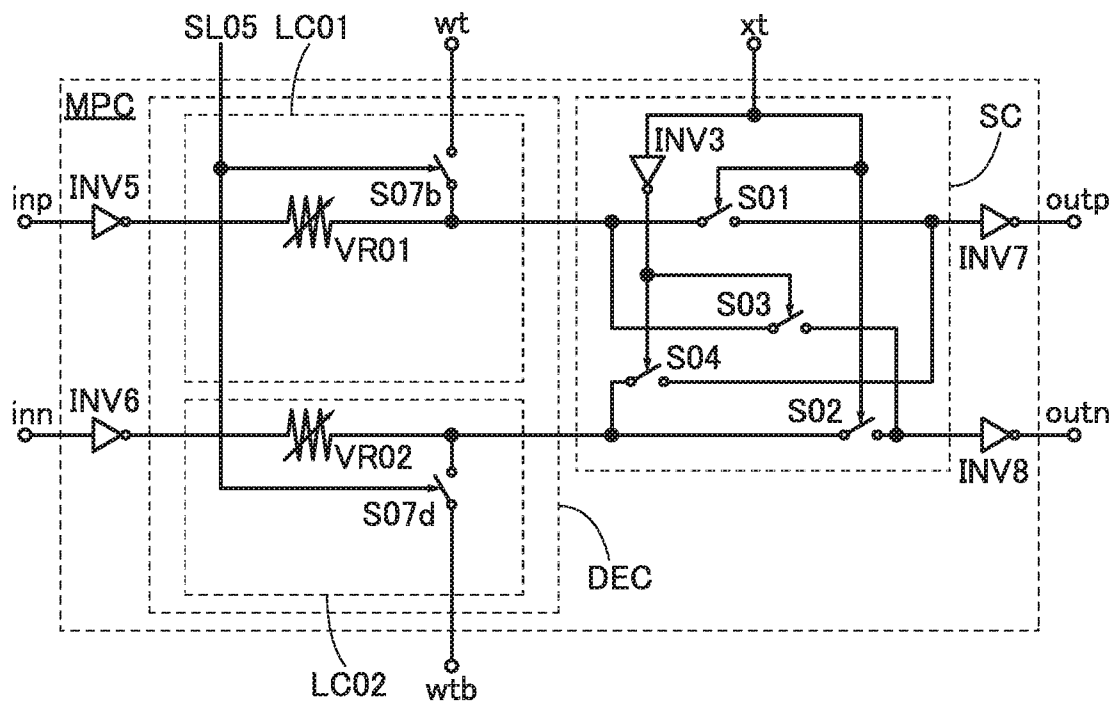 SL05 LC01 wt xt
MPC
INV3 SC
INV5
inp S07b S01 outp
VR01 INV7
S03
S04
INV6 S02
inn VR02 outn
INV8
S07d
DEC
LC02 wtb